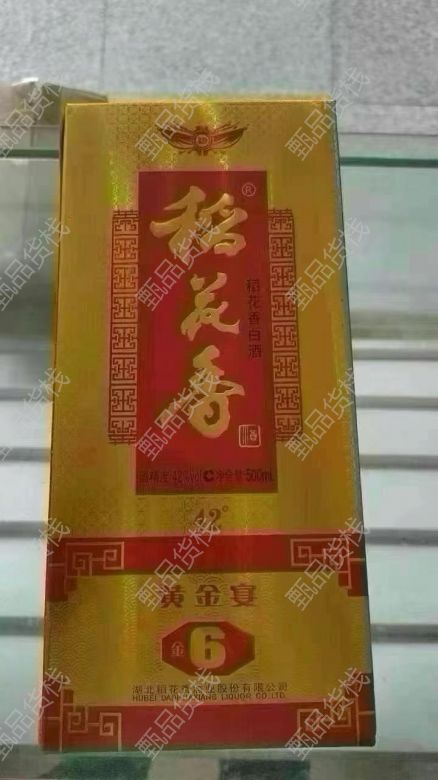 稻花香
®
稻花香白酒
酒精度:42%vol 净含量:500mL
42°
黄金宴
金6
湖北稻花香酒业股份有限公司
HUBEI DAOHUAXIANG LIQUOR CO.,LTD.
甄品货栈